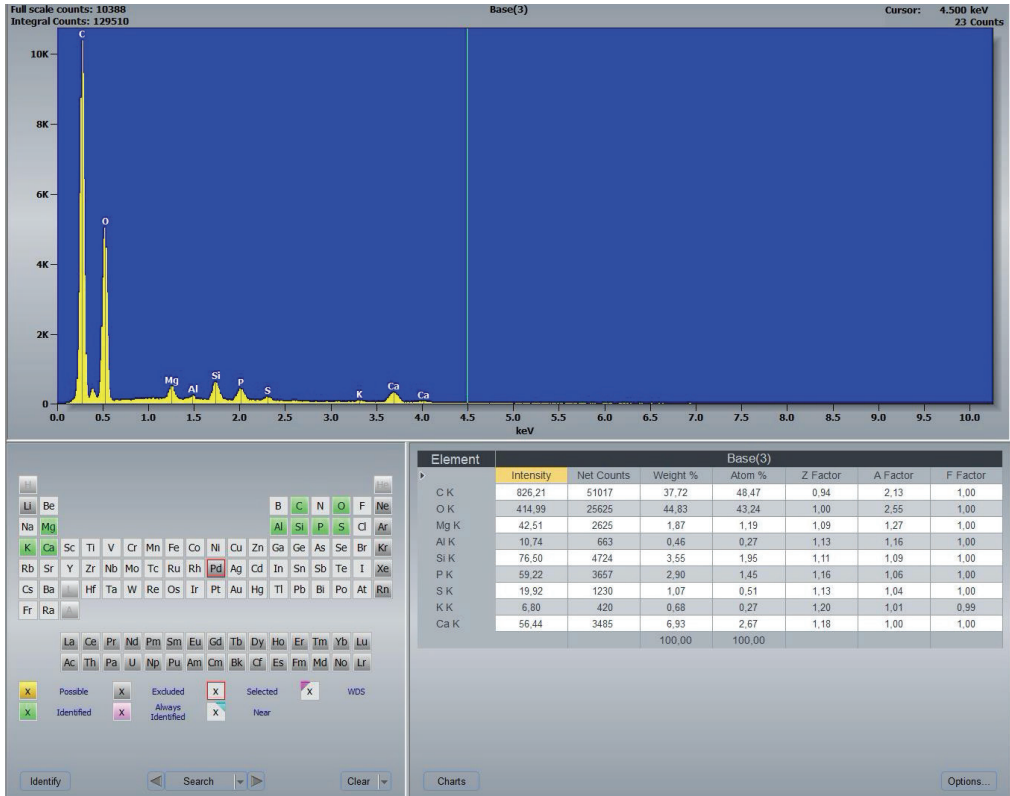 Full scale counts: 10388 Base(3) Cursor: 4.500 keV
Integral Counts: 129510 23 Counts
C
10K
8K
6K
O
4K
2K
Mg Al Si P S K Ca Ca
0
0.0 0.5 1.0 1.5 2.0 2.5 3.0 3.5 4.0 4.5 5.0 5.5 6.0 6.5 7.0 7.5 8.0 8.5 9.0 9.5 10.0
keV
H He
Li Be B C N O F Ne
Na Mg Al Si P S Cl Ar
K Ca Sc Ti V Cr Mn Fe Co Ni Cu Zn Ga Ge As Se Br Kr
Rb Sr Y Zr Nb Mo Tc Ru Rh Pd Ag Cd In Sn Sb Te I Xe
Cs Ba L Hf Ta W Re Os Ir Pt Au Hg Tl Pb Bi Po At Rn
Fr Ra A
La Ce Pr Nd Pm Sm Eu Gd Tb Dy Ho Er Tm Yb Lu
Ac Th Pa U Np Pu Am Cm Bk Cf Es Fm Md No Lr
X Possible X Excluded X Selected X WDS
X Identified X Always Identified X Near
Identify Search Clear
Element Base(3)
Intensity Net Counts Weight % Atom % Z Factor A Factor F Factor
C K 826,21 51017 37,72 48,47 0,94 2,13 1,00
O K 414,99 25625 44,83 43,24 1,00 2,55 1,00
Mg K 42,51 2625 1,87 1,19 1,09 1,27 1,00
Al K 10,74 663 0,46 0,27 1,13 1,16 1,00
Si K 76,50 4724 3,55 1,95 1,11 1,09 1,00
P K 59,22 3657 2,90 1,45 1,16 1,06 1,00
S K 19,92 1230 1,07 0,51 1,13 1,04 1,00
K K 6,80 420 0,68 0,27 1,20 1,01 0,99
Ca K 56,44 3485 6,93 2,67 1,18 1,00 1,00
100,00 100,00
Charts Options...